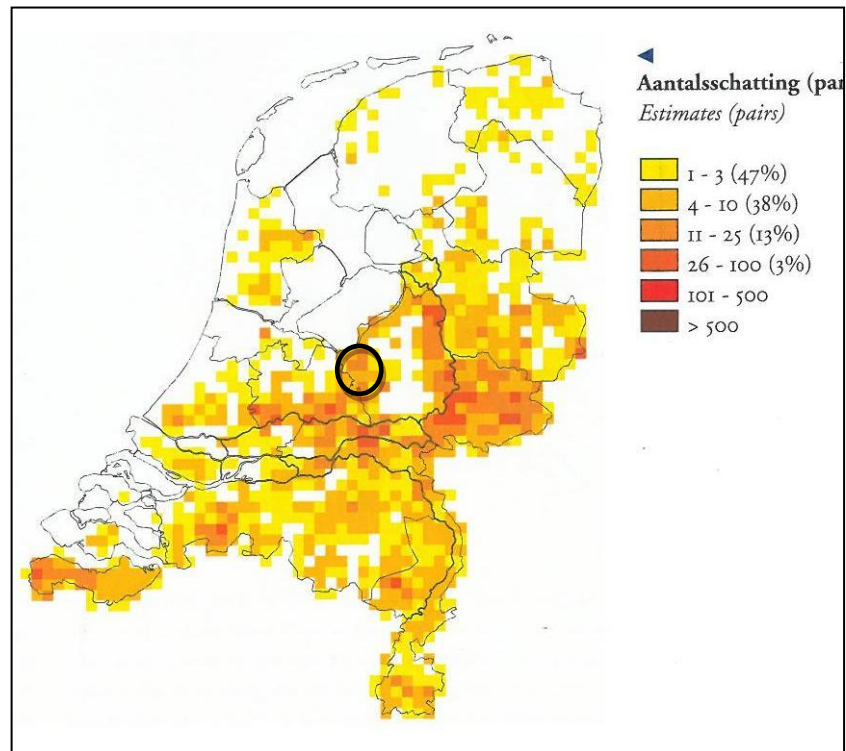 Aantalsschatting (par
Estimates (pairs)
1 - 3 (47%)
4 - 10 (38%)
11 - 25 (13%)
26 - 100 (3%)
101 - 500
> 500